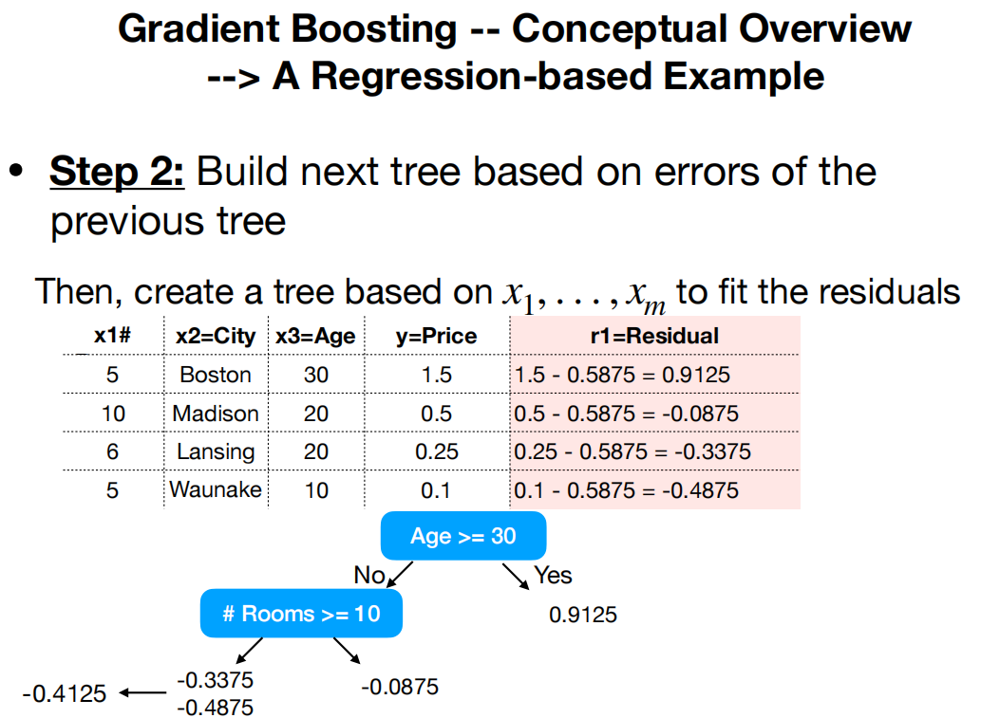 Gradient Boosting -- Conceptual Overview
--> A Regression-based Example
• Step 2: Build next tree based on errors of the
previous tree
Then, create a tree based on x₁, . . . , xₘ to fit the residuals
x1# x2=City x3=Age y=Price r1=Residual
5 Boston 30 1.5 1.5 - 0.5875 = 0.9125
10 Madison 20 0.5 0.5 - 0.5875 = -0.0875
6 Lansing 20 0.25 0.25 - 0.5875 = -0.3375
5 Waunake 10 0.1 0.1 - 0.5875 = -0.4875
Age >= 30
No Yes
# Rooms >= 10 0.9125
-0.3375 -0.0875
-0.4125
-0.4875